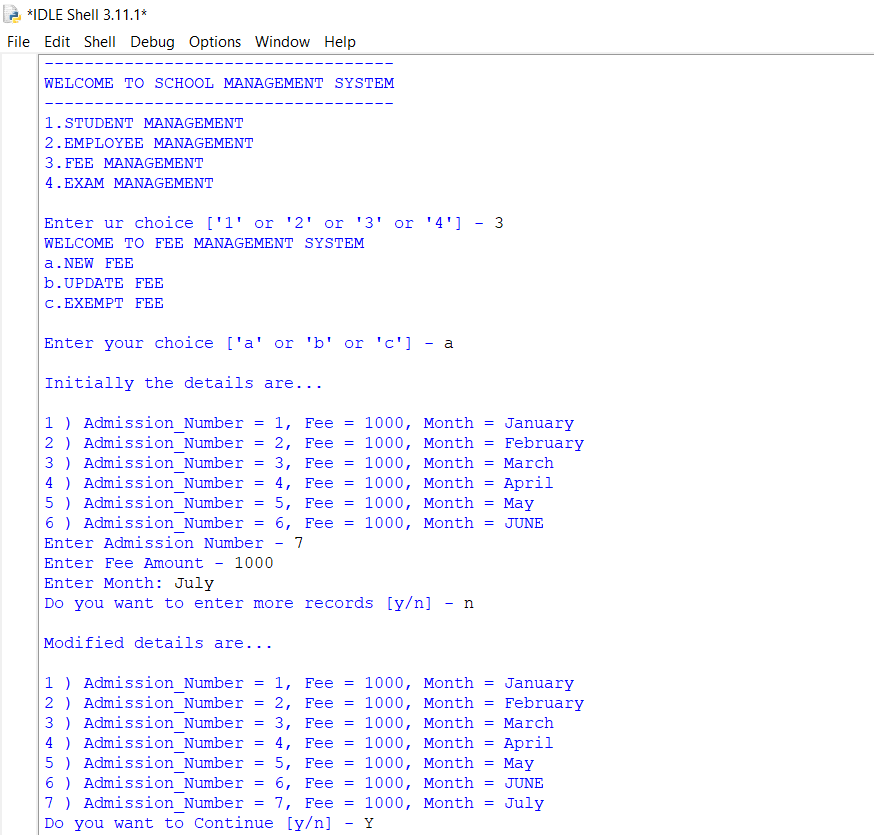 *IDLE Shell 3.11.1*
File Edit Shell Debug Options Window Help
-----------------------------------
WELCOME TO SCHOOL MANAGEMENT SYSTEM
-----------------------------------
1.STUDENT MANAGEMENT
2.EMPLOYEE MANAGEMENT
3.FEE MANAGEMENT
4.EXAM MANAGEMENT
Enter ur choice ['1' or '2' or '3' or '4'] - 3
WELCOME TO FEE MANAGEMENT SYSTEM
a.NEW FEE
b.UPDATE FEE
c.EXEMPT FEE
Enter your choice ['a' or 'b' or 'c'] - a
Initially the details are...
1 ) Admission_Number = 1, Fee = 1000, Month = January
2 ) Admission_Number = 2, Fee = 1000, Month = February
3 ) Admission_Number = 3, Fee = 1000, Month = March
4 ) Admission_Number = 4, Fee = 1000, Month = April
5 ) Admission_Number = 5, Fee = 1000, Month = May
6 ) Admission_Number = 6, Fee = 1000, Month = JUNE
Enter Admission Number - 7
Enter Fee Amount - 1000
Enter Month: July
Do you want to enter more records [y/n] - n
Modified details are...
1 ) Admission_Number = 1, Fee = 1000, Month = January
2 ) Admission_Number = 2, Fee = 1000, Month = February
3 ) Admission_Number = 3, Fee = 1000, Month = March
4 ) Admission_Number = 4, Fee = 1000, Month = April
5 ) Admission_Number = 5, Fee = 1000, Month = May
6 ) Admission_Number = 6, Fee = 1000, Month = JUNE
7 ) Admission_Number = 7, Fee = 1000, Month = July
Do you want to Continue [y/n] - Y